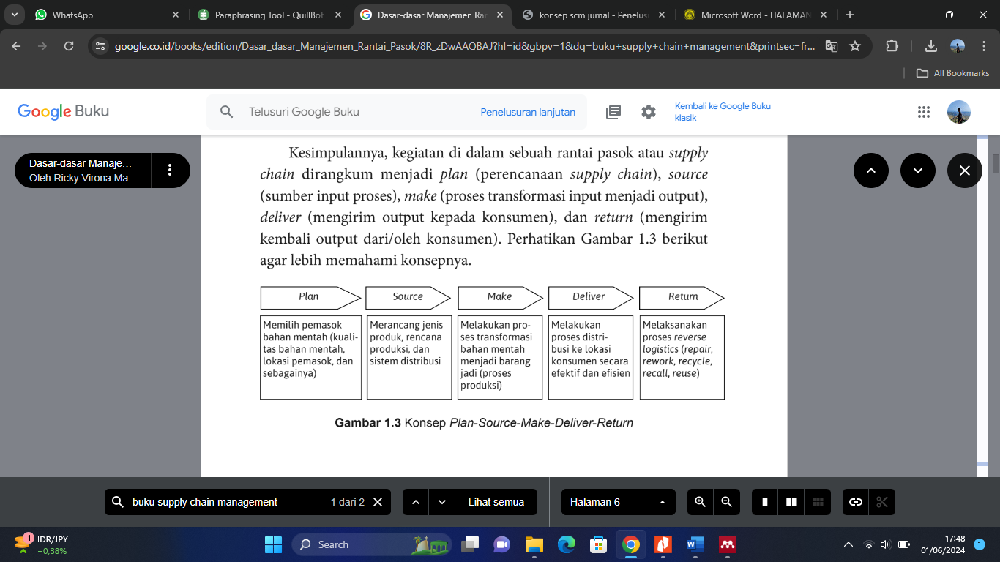 WhatsApp
Paraphrasing Tool - QuillBot
Dasar-dasar Manajemen Ran
konsep scm jurnal - Penelus
Microsoft Word - HALAMAN
google.co.id/books/edition/Dasar_dasar_Manajemen_Rantai_Pasok/8R_zDwAAQBAJ?hl=id&gbpv=1&dq=buku+supply+chain+management&printsec=fr...
All Bookmarks
Google Buku
Telusuri Google Buku
Penelusuran lanjutan
Kembali ke Google Buku
klasik
Dasar-dasar Manaje...
Oleh Ricky Virona Ma...
Kesimpulannya, kegiatan di dalam sebuah rantai pasok atau supply
chain dirangkum menjadi plan (perencanaan supply chain), source
(sumber input proses), make (proses transformasi input menjadi output),
deliver (mengirim output kepada konsumen), dan return (mengirim
kembali output dari/oleh konsumen). Perhatikan Gambar 1.3 berikut
agar lebih memahami konsepnya.
Plan
Memilih pemasok
bahan mentah (kuali-
tas bahan mentah,
lokasi pemasok, dan
sebagainya)
Source
Merancang jenis
produk, rencana
produksi, dan
sistem distribusi
Make
Melakukan pro-
ses transformasi
bahan mentah
menjadi barang
jadi (proses
produksi)
Deliver
Melakukan
proses distri-
busi ke lokasi
konsumen secara
efektif dan efisien
Return
Melaksanakan
proses reverse
logistics (repair,
rework, recycle,
recall, reuse)
Gambar 1.3 Konsep Plan-Source-Make-Deliver-Return
buku supply chain management
1 dari 2
Lihat semua
Halaman 6
1
IDR/JPY
+0,38%
Search
17:48
01/06/2024
1